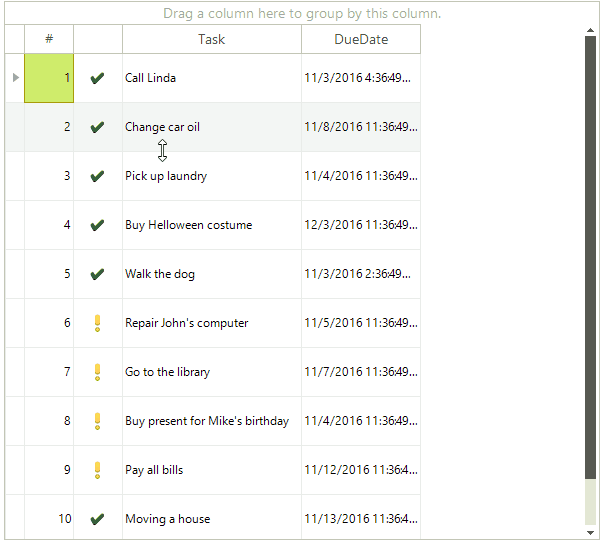 Drag a column here to group by this column.
# Task DueDate
1 Call Linda 11/3/2016 4:36:49...
2 Change car oil 11/8/2016 11:36:49...
3 Pick up laundry 11/4/2016 11:36:49...
4 Buy Helloween costume 12/3/2016 11:36:49...
5 Walk the dog 11/3/2016 2:36:49...
6 Repair John's computer 11/5/2016 11:36:49...
7 Go to the library 11/7/2016 11:36:49...
8 Buy present for Mike's birthday 11/4/2016 11:36:49...
9 Pay all bills 11/12/2016 11:36:4...
10 Moving a house 11/13/2016 11:36:4...